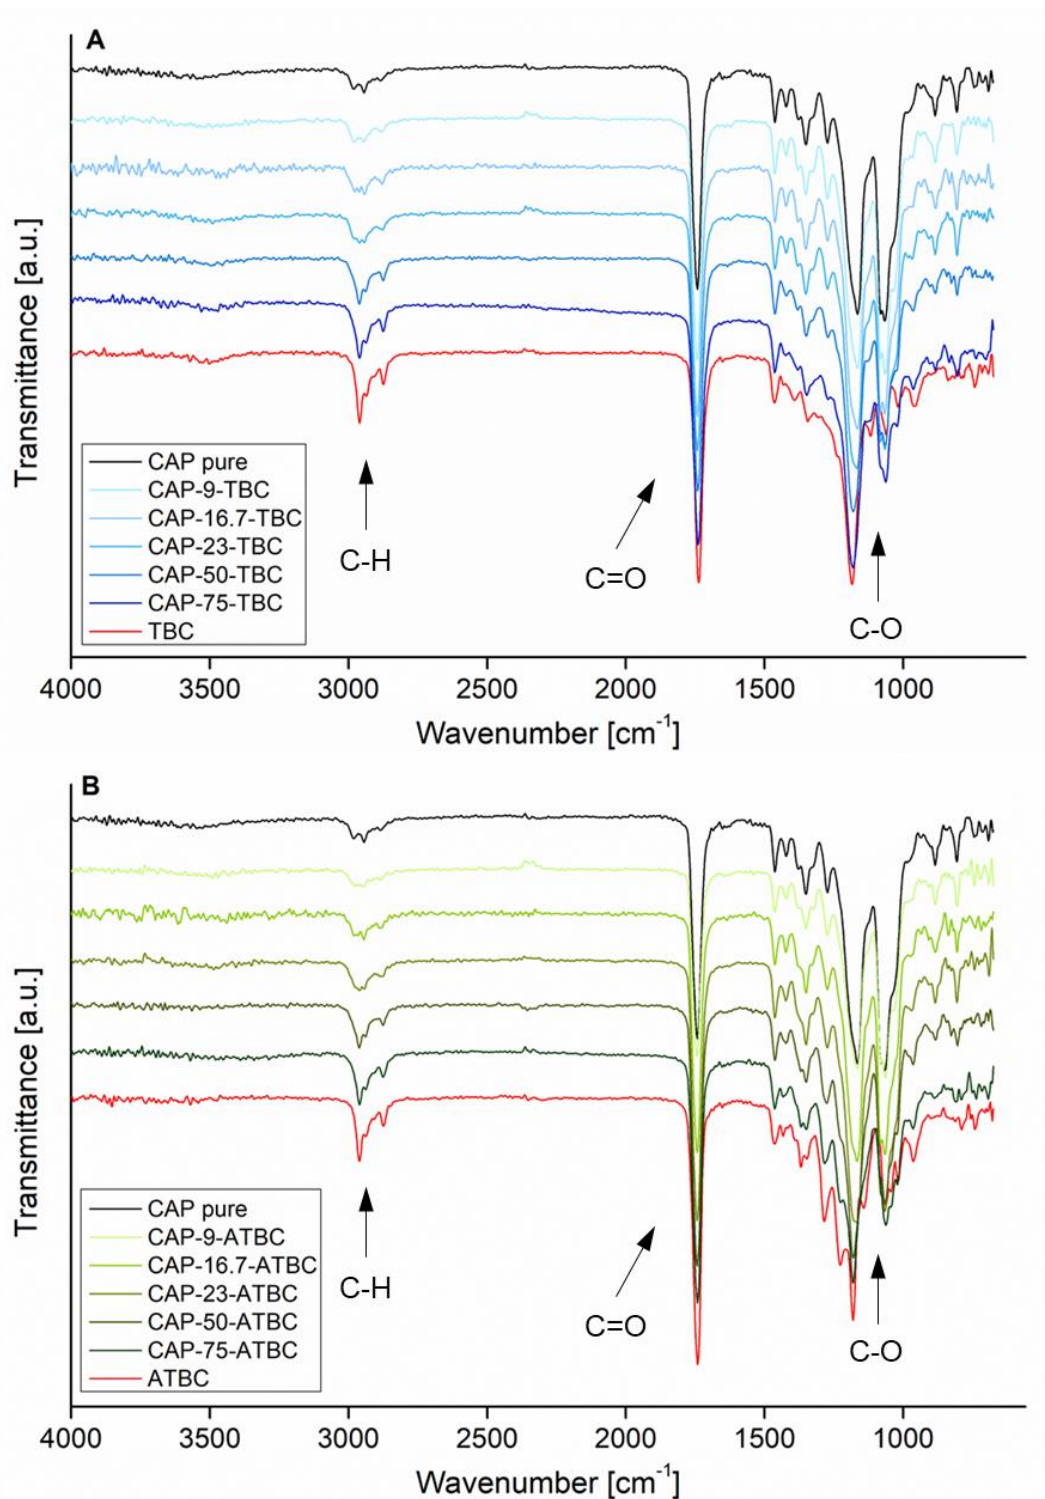 A
Transmittance [a.u.]
CAP pure
CAP-9-TBC
CAP-16.7-TBC
CAP-23-TBC
CAP-50-TBC
CAP-75-TBC
TBC
C-H
C=O
C-O
4000 3500 3000 2500 2000 1500 1000
Wavenumber [cm⁻¹]
B
Transmittance [a.u.]
CAP pure
CAP-9-ATBC
CAP-16.7-ATBC
CAP-23-ATBC
CAP-50-ATBC
CAP-75-ATBC
ATBC
C-H
C=O
C-O
4000 3500 3000 2500 2000 1500 1000
Wavenumber [cm⁻¹]